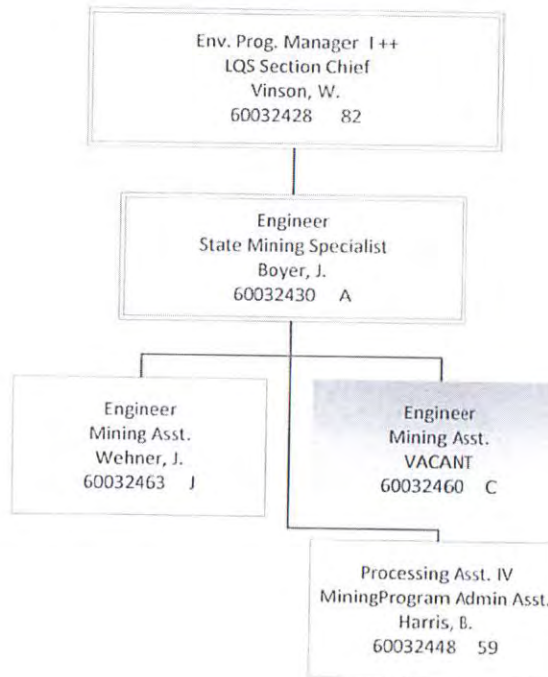 Env. Prog. Manager I ++
LQS Section Chief
Vinson, W.
60032428 82
Engineer
State Mining Specialist
Boyer, J.
60032430 A
Engineer
Mining Asst.
Wehner, J.
60032463 J
Engineer
Mining Asst.
VACANT
60032460 C
Processing Asst. IV
MiningProgram Admin Asst.
Harris, B.
60032448 59